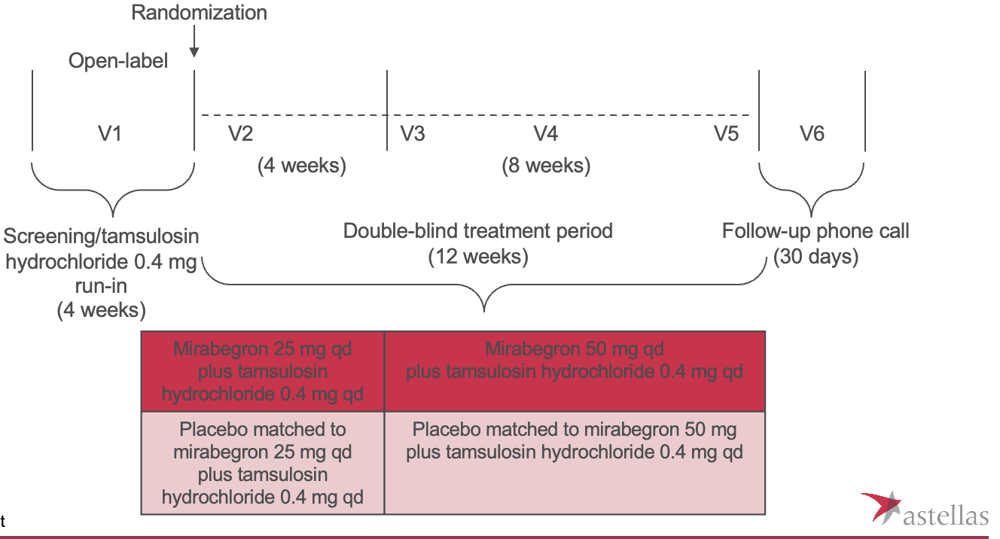 Randomization
Open-label
V1
V2
V3
V4
V5
V6
(4 weeks)
(8 weeks)
Screening/tamsulosin
hydrochloride 0.4 mg
run-in
(4 weeks)
Double-blind treatment period
(12 weeks)
Follow-up phone call
(30 days)
Mirabegron 25 mg qd
plus tamsulosin
hydrochloride 0.4 mg qd
Mirabegron 50 mg qd
plus tamsulosin hydrochloride 0.4 mg qd
Placebo matched to
mirabegron 25 mg qd
plus tamsulosin
hydrochloride 0.4 mg qd
Placebo matched to mirabegron 50 mg
plus tamsulosin hydrochloride 0.4 mg qd
t
astellas